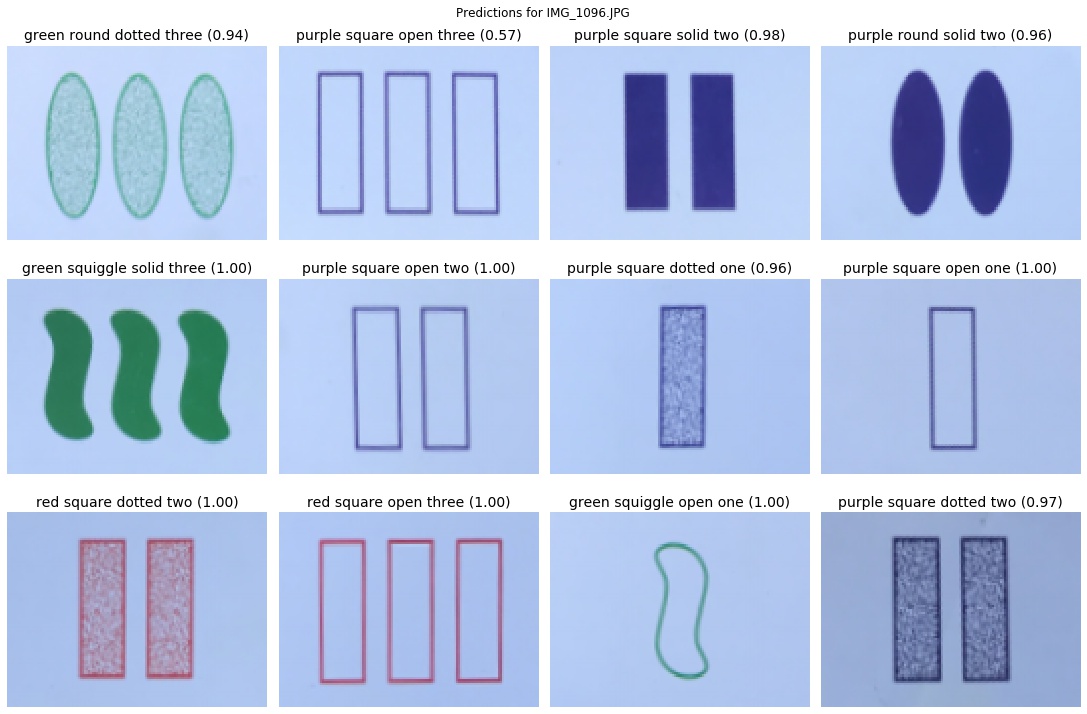 Predictions for IMG_1096.JPG
green round dotted three (0.94)
purple square open three (0.57)
purple square solid two (0.98)
purple round solid two (0.96)
green squiggle solid three (1.00)
purple square open two (1.00)
purple square dotted one (0.96)
purple square open one (1.00)
red square dotted two (1.00)
red square open three (1.00)
green squiggle open one (1.00)
purple square dotted two (0.97)